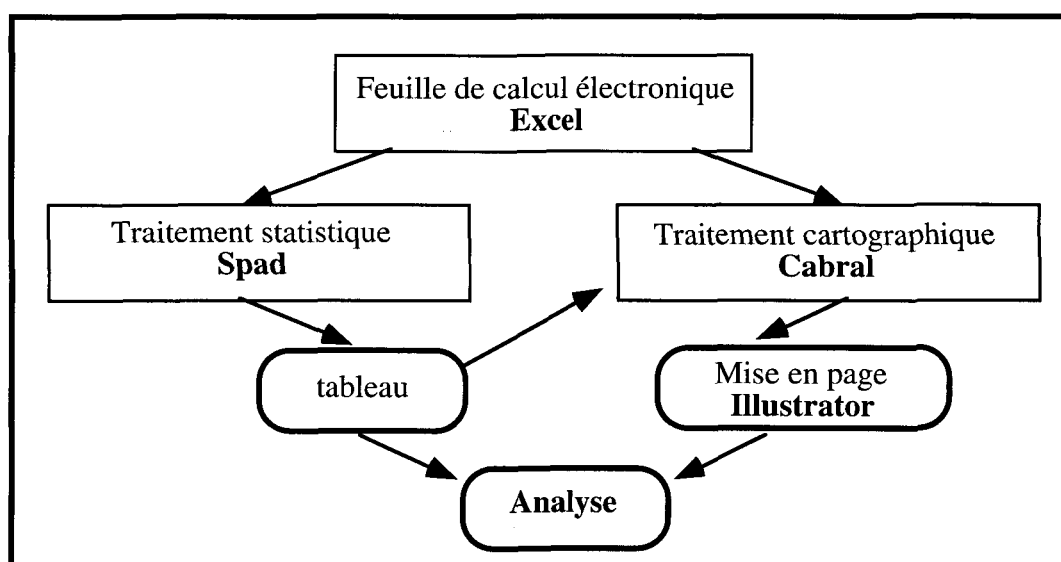 Feuille de calcul électronique
Excel
Traitement statistique
Spad
Traitement cartographique
Cabral
tableau
Mise en page
Illustrator
Analyse